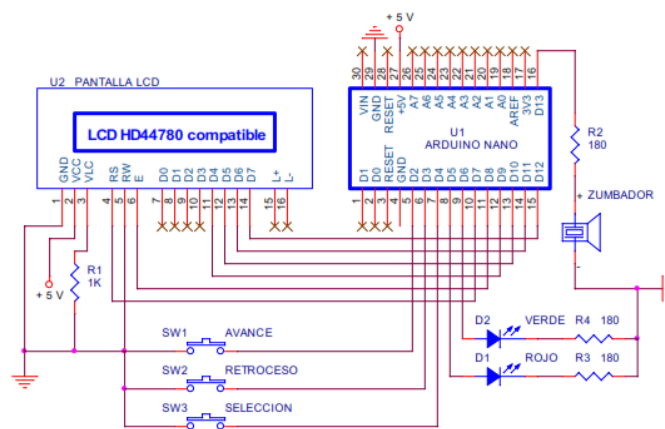 + 5 V
30 29 28 27 26 25 24 23 22 21 20 19 18 17 16
VIN GND RESET +5V A7 A6 A5 A4 A3 A2 A1 A0 AREF 3V3 D13
U2 PANTALLA LCD
LCD HD44780 compatible
U1
ARDUINO NANO
R2
180
GND VCC VLC RS RW E D0 D1 D2 D3 D4 D5 D6 D7 L+ L-
1 2 3 4 5 6 7 8 9 10 11 12 13 14 15 16
D1 D0 RESET GND D2 D3 D4 D5 D6 D7 D8 D9 D10 D11 D12
1 2 3 4 5 6 7 8 9 10 11 12 13 14 15
+ ZUMBADOR
-
R1
1K
+ 5 V
SW1 AVANCE
SW2 RETROCESO
SW3 SELECCION
D2 VERDE R4 180
D1 ROJO R3 180